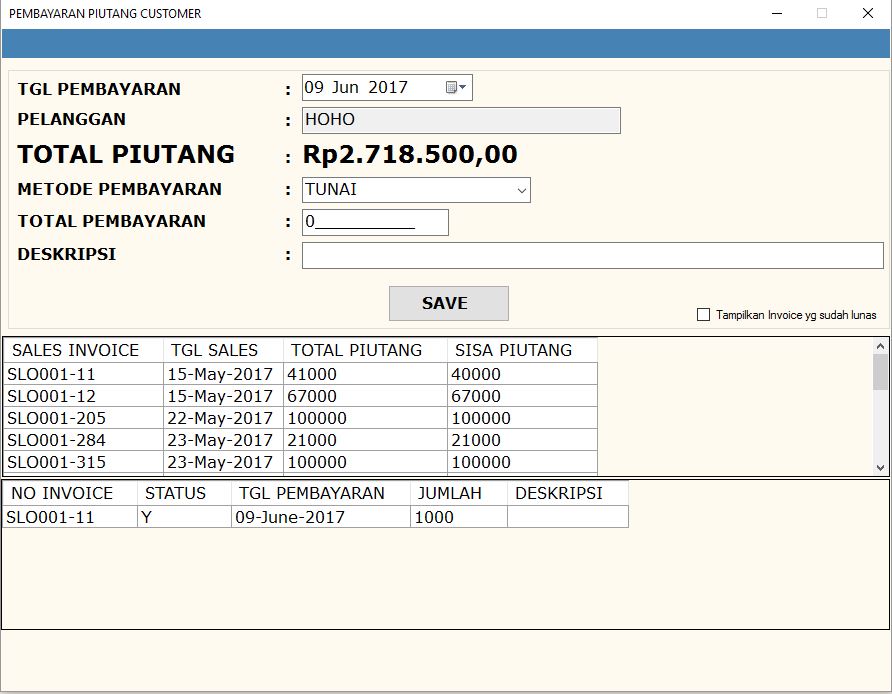 PEMBAYARAN PIUTANG CUSTOMER
TGL PEMBAYARAN : 09 Jun 2017
PELANGGAN : HOHO
TOTAL PIUTANG : Rp2.718.500,00
METODE PEMBAYARAN : TUNAI
TOTAL PEMBAYARAN : 0__________
DESKRIPSI :
SAVE
Tampilkan Invoice yg sudah lunas
SALES INVOICE TGL SALES TOTAL PIUTANG SISA PIUTANG
SLO001-11 15-May-2017 41000 40000
SLO001-12 15-May-2017 67000 67000
SLO001-205 22-May-2017 100000 100000
SLO001-284 23-May-2017 21000 21000
SLO001-315 23-May-2017 100000 100000
NO INVOICE STATUS TGL PEMBAYARAN JUMLAH DESKRIPSI
SLO001-11 Y 09-June-2017 1000